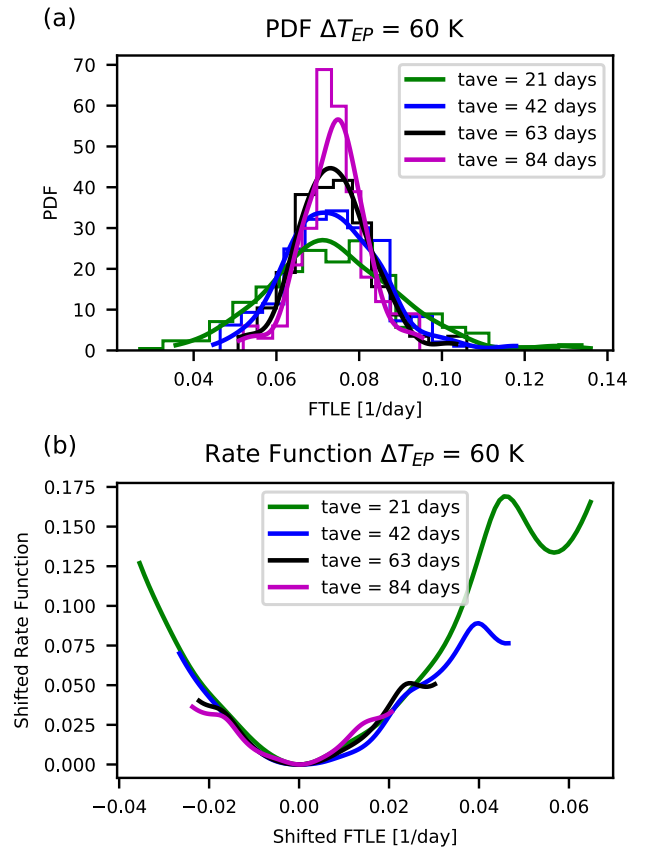 (a)
PDF ΔT_EP = 60 K
70
60
50
40
30
20
10
0
PDF
tave = 21 days
tave = 42 days
tave = 63 days
tave = 84 days
0.04 0.06 0.08 0.10 0.12 0.14
FTLE [1/day]
(b)
Rate Function ΔT_EP = 60 K
0.175
0.150
0.125
0.100
0.075
0.050
0.025
0.000
Shifted Rate Function
tave = 21 days
tave = 42 days
tave = 63 days
tave = 84 days
−0.04 −0.02 0.00 0.02 0.04 0.06
Shifted FTLE [1/day]